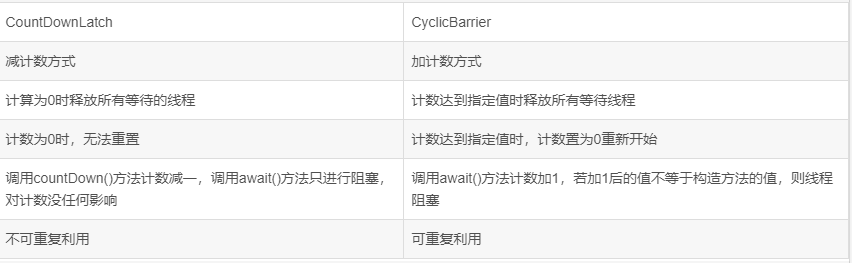 CountDownLatch
CyclicBarrier
减计数方式
加计数方式
计算为0时释放所有等待的线程
计数达到指定值时释放所有等待线程
计数为0时，无法重置
计数达到指定值时，计数置为0重新开始
调用countDown()方法计数减一，调用await()方法只进行阻塞，
对计数没任何影响
调用await()方法计数加1，若加1后的值不等于构造方法的值，则线程
阻塞
不可重复利用
可重复利用